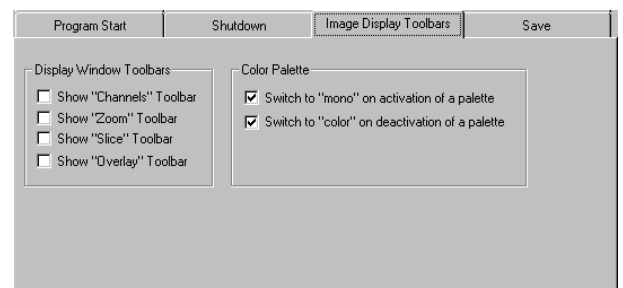 Program Start
Shutdown
Image Display Toolbars
Save
Display Window Toolbars
Show "Channels" Toolbar
Show "Zoom" Toolbar
Show "Slice" Toolbar
Show "Overlay" Toolbar
Color Palette
Switch to "mono" on activation of a palette
Switch to "color" on deactivation of a palette